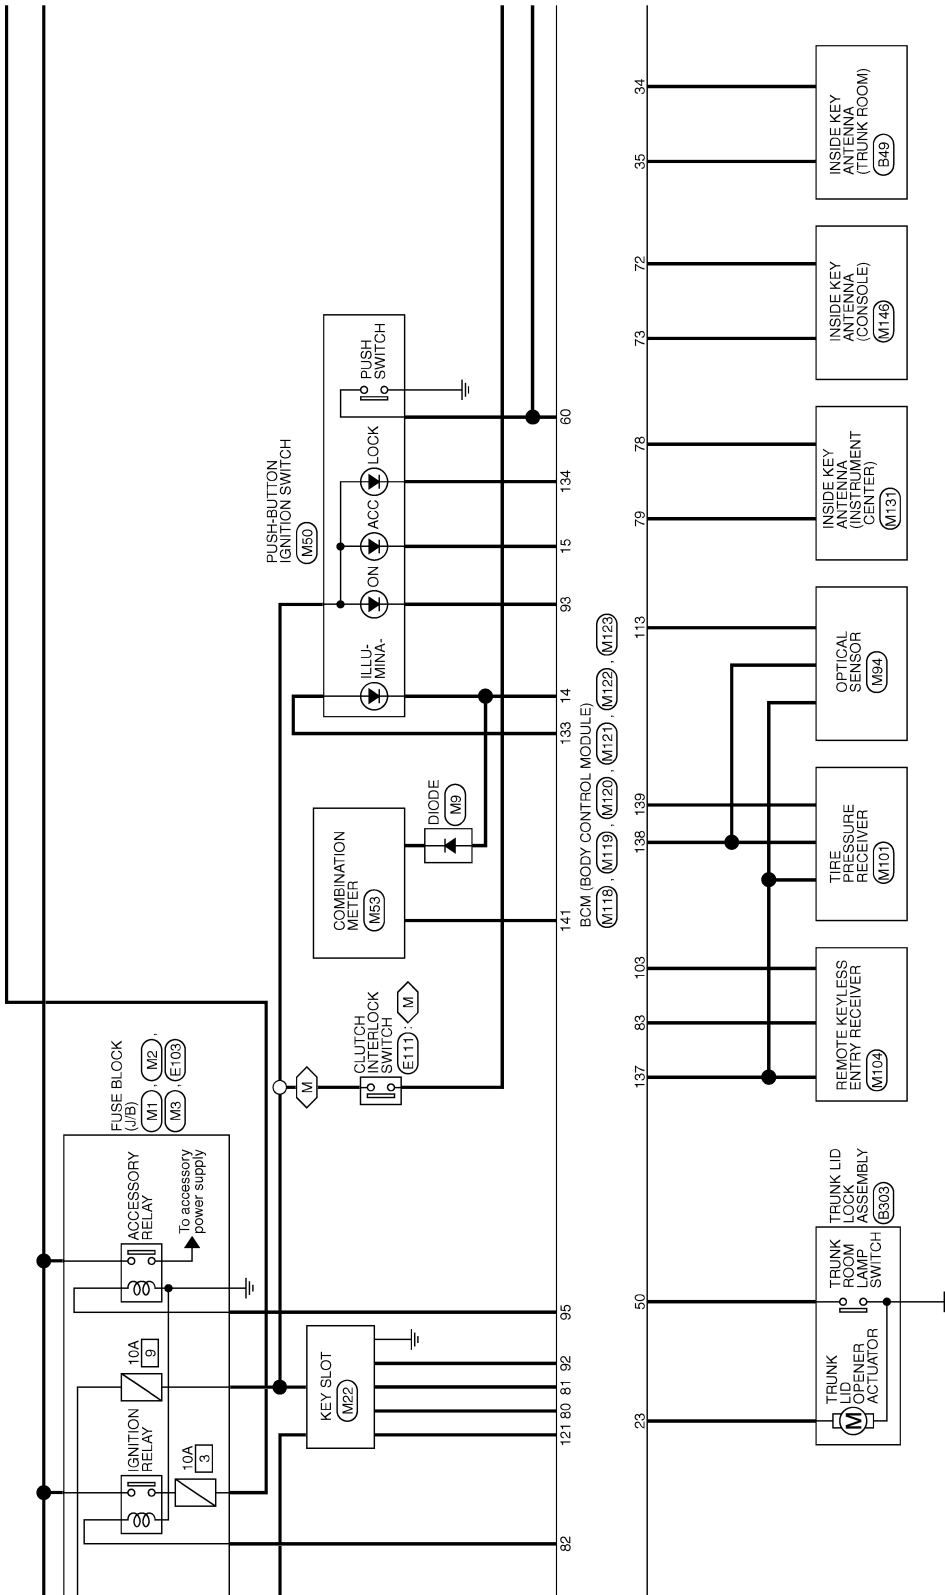 FUSE BLOCK
(J/B)
M1 , M2 ,
M3 , E103
IGNITION
RELAY
10A
3
10A
9
ACCESSORY
RELAY
To accessory
power supply
KEY SLOT
M22
M
CLUTCH
INTERLOCK
SWITCH
E111 : M
COMBINATION
METER
M53
DIODE
M9
PUSH-BUTTON
IGNITION SWITCH
M50
ILLU-
MINA-
ON
ACC
LOCK
PUSH
SWITCH
82
121
80
81
92
95
141
133
14
93
15
134
60
BCM (BODY CONTROL MODULE)
M118 , M119 , M120 , M121 , M122 , M123
23
50
137
83
103
138
139
113
79
78
73
72
35
34
TRUNK
LID
OPENER
ACTUATOR
M
TRUNK
ROOM
LAMP
SWITCH
TRUNK LID
LOCK
ASSEMBLY
B303
REMOTE KEYLESS
ENTRY RECEIVER
M104
TIRE
PRESSURE
RECEIVER
M101
OPTICAL
SENSOR
M94
INSIDE KEY
ANTENNA
(INSTRUMENT
CENTER)
M131
INSIDE KEY
ANTENNA
(CONSOLE)
M146
INSIDE KEY
ANTENNA
(TRUNK ROOM)
B49